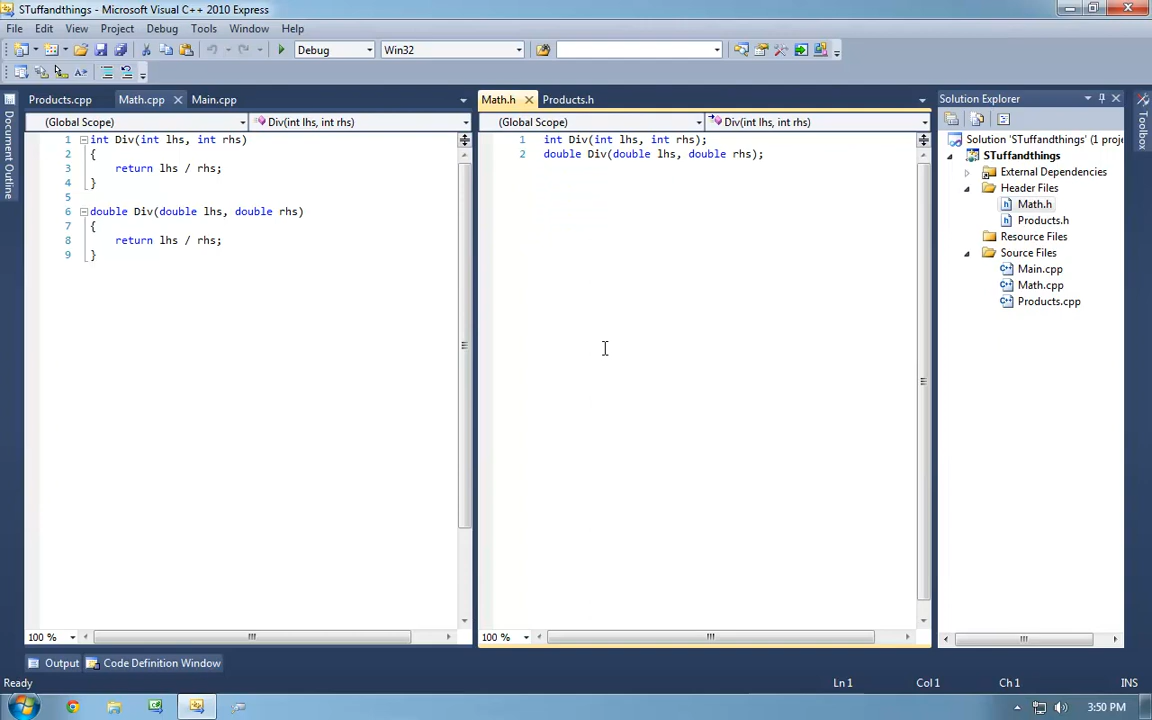 STuffandthings - Microsoft Visual C++ 2010 Express
File Edit View Project Debug Tools Window Help
Debug Win32
Products.cpp Math.cpp Main.cpp
(Global Scope) Div(int lhs, int rhs)
1 int Div(int lhs, int rhs)
2 {
3 return lhs / rhs;
4 }
5
6 double Div(double lhs, double rhs)
7 {
8 return lhs / rhs;
9 }
100 %
Math.h Products.h
(Global Scope) Div(int lhs, int rhs)
1 int Div(int lhs, int rhs);
2 double Div(double lhs, double rhs);
100 %
Solution Explorer
Solution 'STuffandthings' (1 proje
STuffandthings
External Dependencies
Header Files
Math.h
Products.h
Resource Files
Source Files
Main.cpp
Math.cpp
Products.cpp
Document Outline
Toolbox
Output Code Definition Window
Ready Ln 1 Col 1 Ch 1 INS
3:50 PM